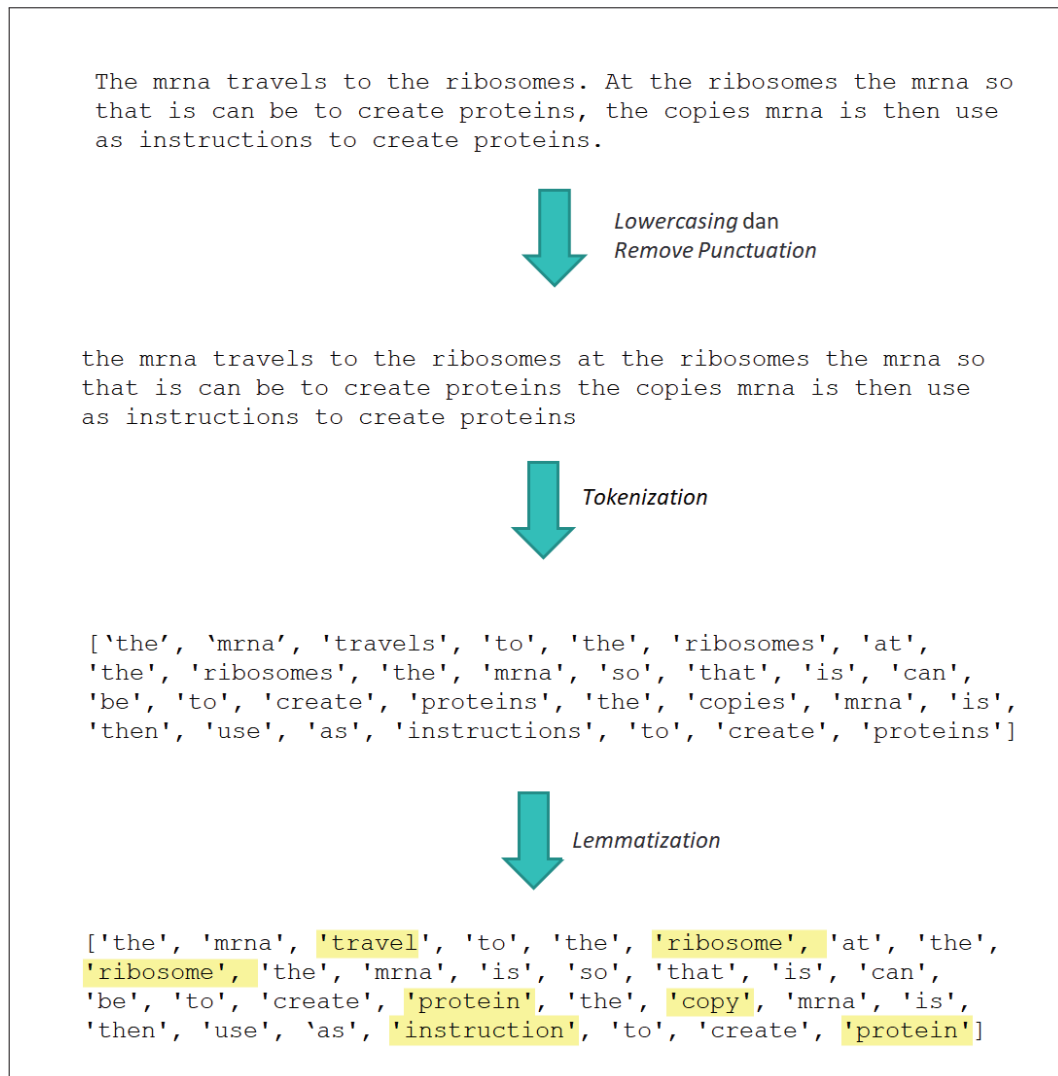 The mrna travels to the ribosomes. At the ribosomes the mrna so
that is can be to create proteins, the copies mrna is then use
as instructions to create proteins.
Lowercasing dan
Remove Punctuation
the mrna travels to the ribosomes at the ribosomes the mrna so
that is can be to create proteins the copies mrna is then use
as instructions to create proteins
Tokenization
[‘the’, ‘mrna’, 'travels', 'to', 'the', 'ribosomes', 'at',
'the', 'ribosomes', 'the', 'mrna', 'so', 'that', 'is', 'can',
'be', 'to', 'create', 'proteins', 'the', 'copies', 'mrna', 'is',
'then', 'use', 'as', 'instructions', 'to', 'create', 'proteins']
Lemmatization
['the', 'mrna', 'travel', 'to', 'the', 'ribosome', 'at', 'the',
'ribosome', 'the', 'mrna', 'is', 'so', 'that', 'is', 'can',
'be', 'to', 'create', 'protein', 'the', 'copy', 'mrna', 'is',
'then', 'use', ‘as', 'instruction', 'to', 'create', 'protein']